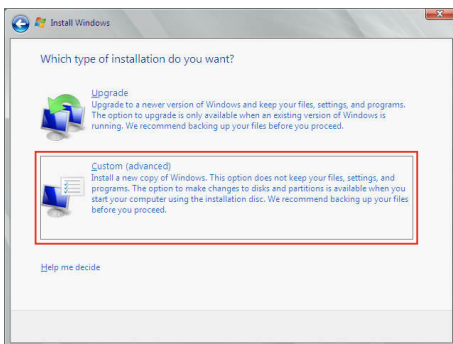 Install Windows
Which type of installation do you want?
Upgrade
Upgrade to a newer version of Windows and keep your files, settings, and programs.
The option to upgrade is only available when an existing version of Windows is
running. We recommend backing up your files before you proceed.
Custom (advanced)
Install a new copy of Windows. This option does not keep your files, settings, and
programs. The option to make changes to disks and partitions is available when you
start your computer using the installation disc. We recommend backing up your files
before you proceed.
Help me decide